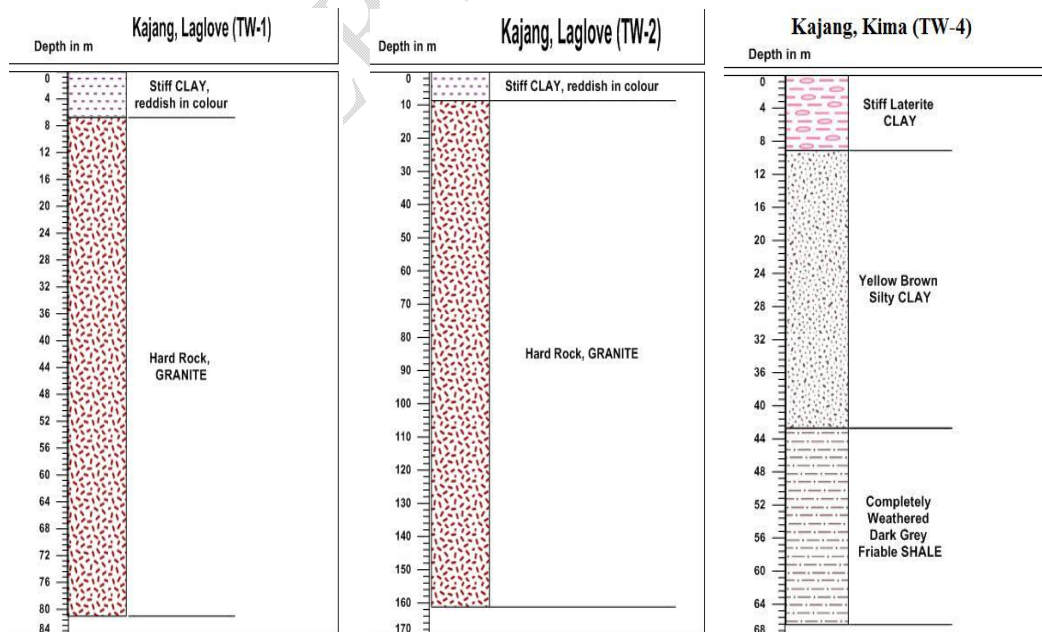 Kajang, Laglove (TW-1)
Depth in m
0
4
8
12
16
20
24
28
32
36
40
44
48
52
56
60
64
68
72
76
80
84
Stiff CLAY,
reddish in colour
Hard Rock,
GRANITE
Kajang, Laglove (TW-2)
Depth in m
0
10
20
30
40
50
60
70
80
90
100
110
120
130
140
150
160
170
Stiff CLAY, reddish in colour
Hard Rock, GRANITE
Kajang, Kima (TW-4)
Depth in m
0
4
8
12
16
20
24
28
32
36
40
44
48
52
56
60
64
68
Stiff Laterite
CLAY
Yellow Brown
Silty CLAY
Completely
Weathered
Dark Grey
Friable SHALE